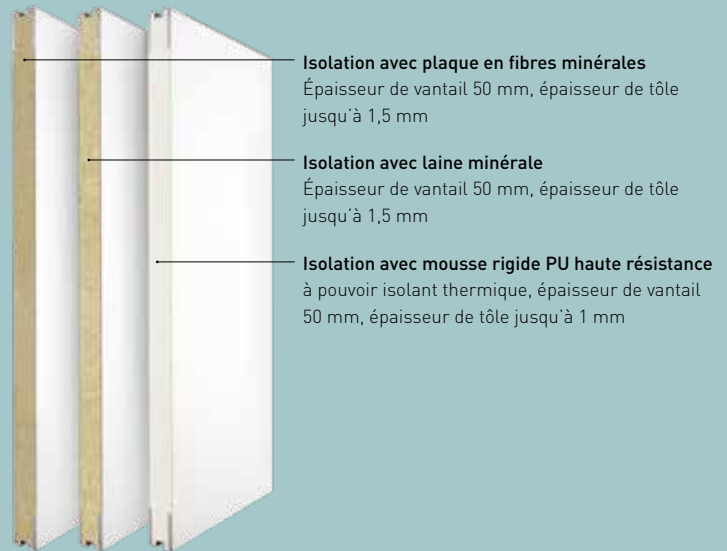 Isolation avec plaque en fibres minérales
Épaisseur de vantail 50 mm, épaisseur de tôle
jusqu'à 1,5 mm
Isolation avec laine minérale
Épaisseur de vantail 50 mm, épaisseur de tôle
jusqu'à 1,5 mm
Isolation avec mousse rigide PU haute résistance
à pouvoir isolant thermique, épaisseur de vantail
50 mm, épaisseur de tôle jusqu'à 1 mm